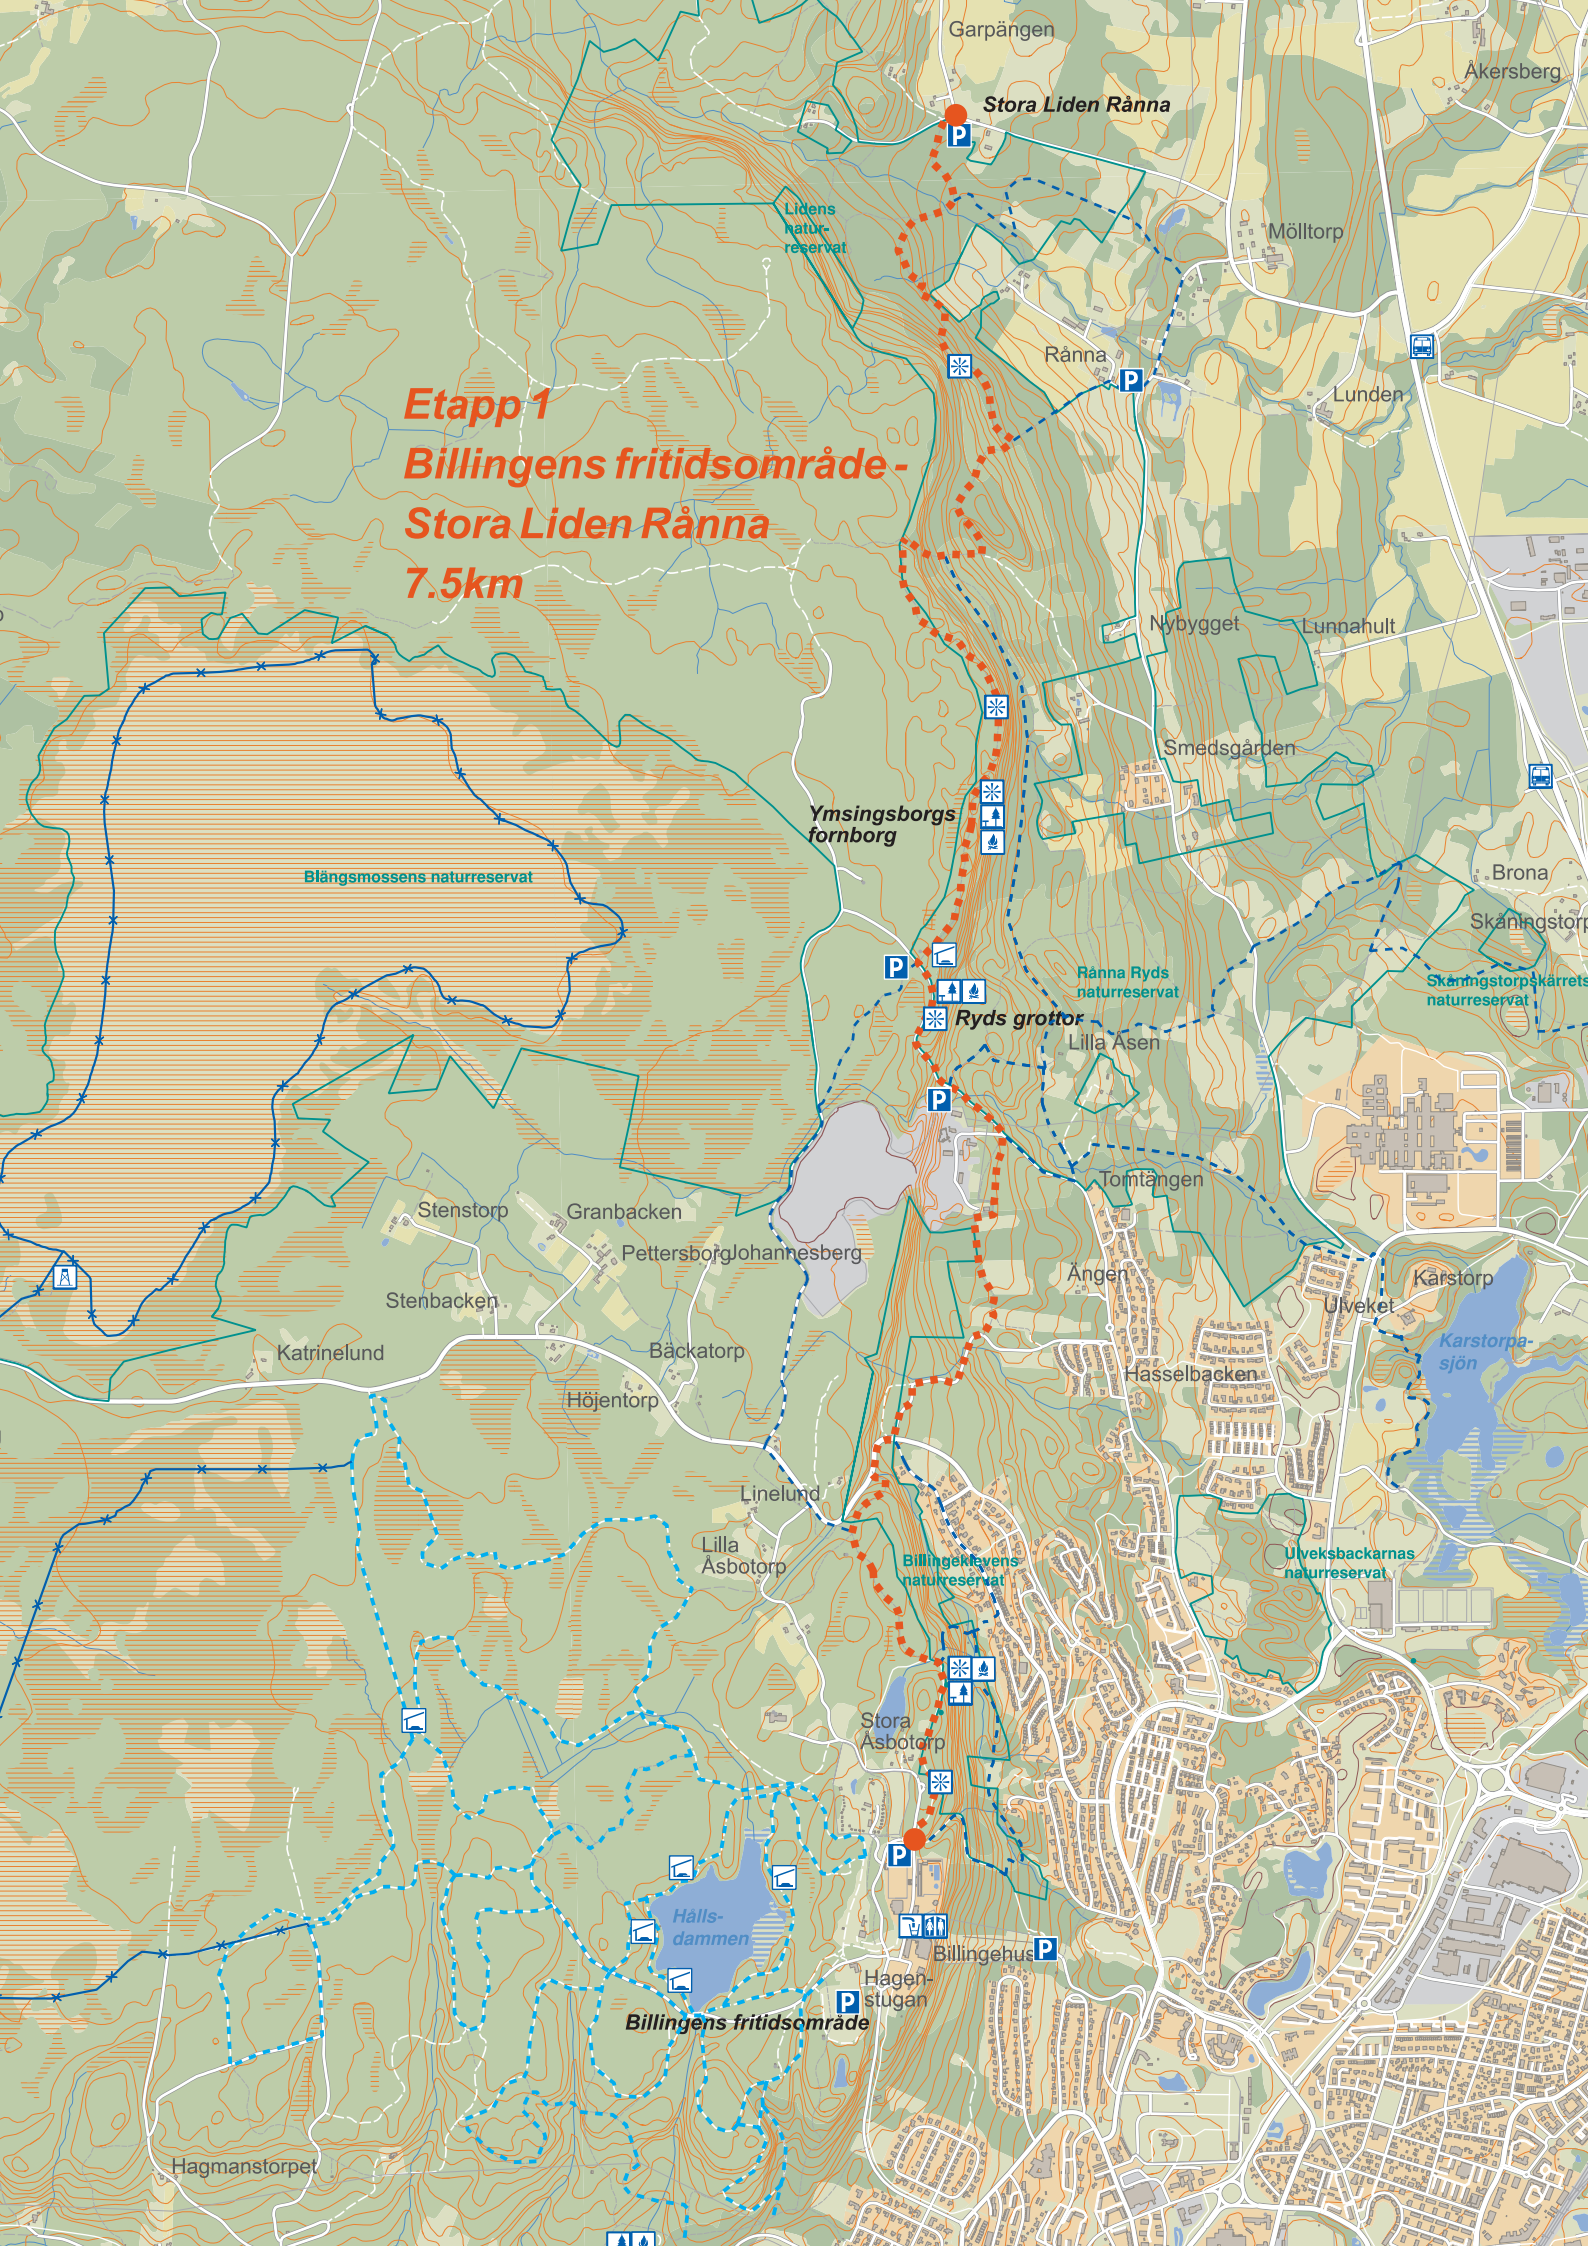 Garpängen
Åkersberg
Stora Liden Rånna
P
Lidens
natur-
reservat
Mölltorp
Rånna
P
Lunden
Etapp 1
Billingens fritidsområde -
Stora Liden Rånna
7.5km
Nybygget
Lunnahult
Smedsgården
Ymsingsborgs
fornborg
Blängsmossens naturreservat
Brona
Skåningstorp
P
Rånna Ryds
naturreservat
Skåningstorpskärrets
naturreservat
Ryds grottor
Lilla Åsen
P
Tomtängen
Stenstorp
Granbacken
Pettersborg
Johannesberg
Ängen
Karstorp
Stenbacken
Ulveket
Katrinelund
Bäckatorp
Karstorpa-
sjön
Höjentorp
Hasselbacken
Linelund
Lilla
Åsbotorp
Billingeklevens
naturreservat
Ulveksbackarnas
naturreservat
Stora
Åsbotorp
P
Hålls-
dammen
Billingehus
P
Hagen-
stugan
P
Billingens fritidsområde
Hagmanstorpet